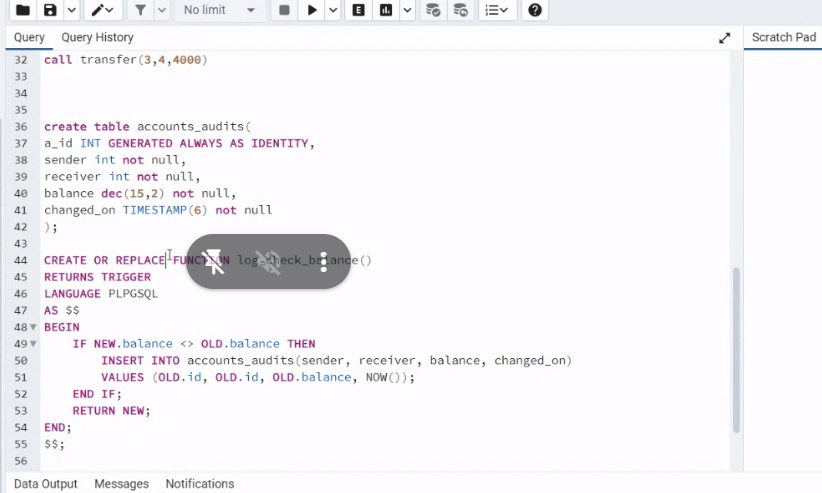 No limit
Query Query History Scratch Pad
32 call transfer(3,4,4000)
33
34
35
36 create table accounts_audits(
37 a_id INT GENERATED ALWAYS AS IDENTITY,
38 sender int not null,
39 receiver int not null,
40 balance dec(15,2) not null,
41 changed_on TIMESTAMP(6) not null
42 );
43
44 CREATE OR REPLACE FUNCTION log_check_balance()
45 RETURNS TRIGGER
46 LANGUAGE PLPGSQL
47 AS $$
48 BEGIN
49 IF NEW.balance <> OLD.balance THEN
50 INSERT INTO accounts_audits(sender, receiver, balance, changed_on)
51 VALUES (OLD.id, OLD.id, OLD.balance, NOW());
52 END IF;
53 RETURN NEW;
54 END;
55 $$;
56
Data Output Messages Notifications